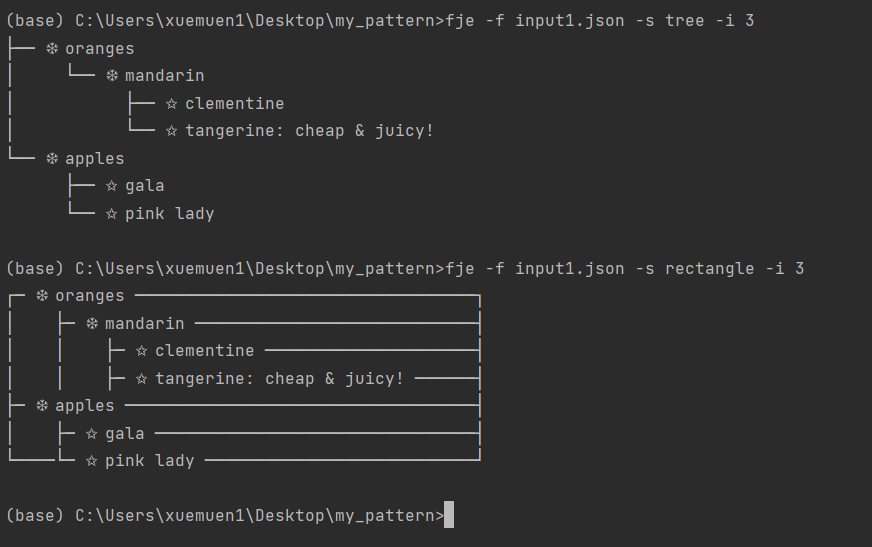 (base) C:\Users\xuemuen1\Desktop\my_pattern>fje -f input1.json -s tree -i 3
├── ❄ oranges
│     └── ❄ mandarin
│           ├── ☆ clementine
│           └── ☆ tangerine: cheap & juicy!
└── ❄ apples
      ├── ☆ gala
      └── ☆ pink lady
(base) C:\Users\xuemuen1\Desktop\my_pattern>fje -f input1.json -s rectangle -i 3
┌─ ❄ oranges ───────────────────────────────────┐
│    ├─ ❄ mandarin ─────────────────────────────┤
│    │    ├─ ☆ clementine ──────────────────────┤
│    │    ├─ ☆ tangerine: cheap & juicy! ───────┤
├─ ❄ apples ────────────────────────────────────┤
│    ├─ ☆ gala ─────────────────────────────────┤
└────└─ ☆ pink lady ────────────────────────────┘
(base) C:\Users\xuemuen1\Desktop\my_pattern>